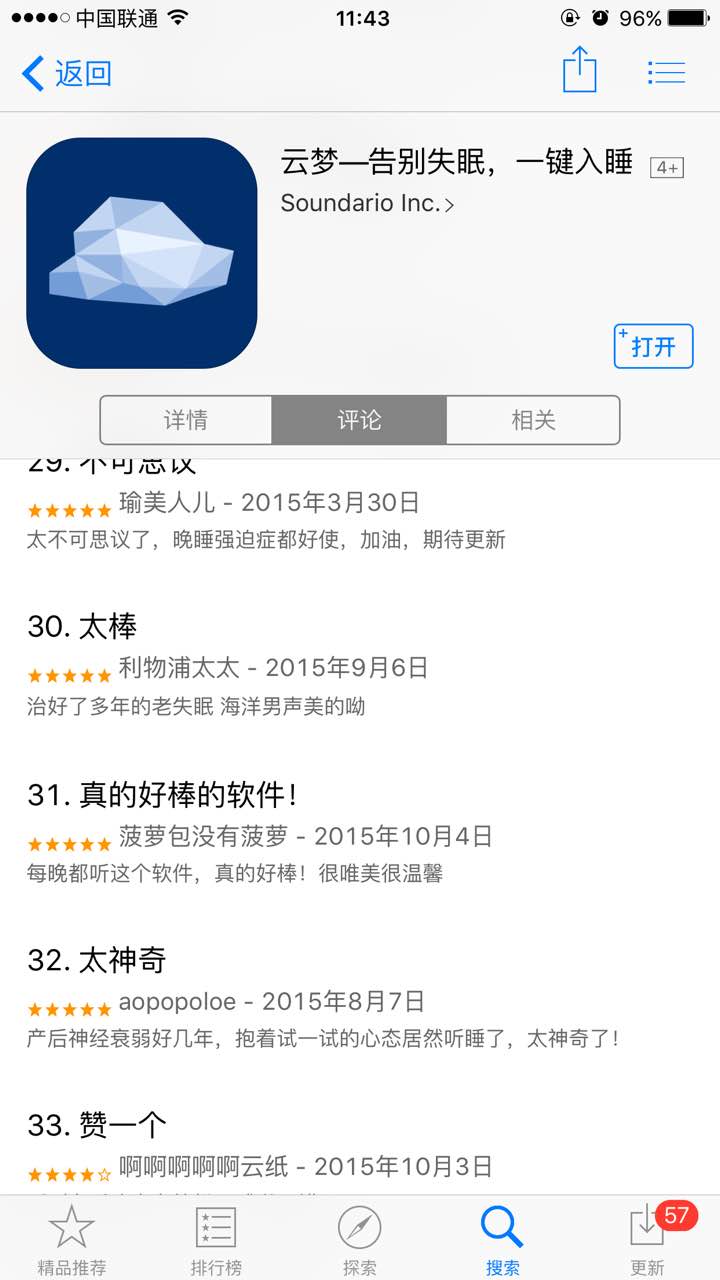 中国联通 11:43 96%
返回
云梦—告别失眠，一键入睡 4+
Soundario Inc.
打开
详情 评论 相关
29. 不可思议
瑜美人儿 - 2015年3月30日
太不可思议了，晚睡强迫症都好使，加油，期待更新
30. 太棒
利物浦太太 - 2015年9月6日
治好了多年的老失眠 海洋男声美的呦
31. 真的好棒的软件！
菠萝包没有菠萝 - 2015年10月4日
每晚都听这个软件，真的好棒！很唯美很温馨
32. 太神奇
aopopoloe - 2015年8月7日
产后神经衰弱好几年，抱着试一试的心态居然听睡了，太神奇了！
33. 赞一个
啊啊啊啊啊云纸 - 2015年10月3日
57
精品推荐 排行榜 探索 搜索 更新